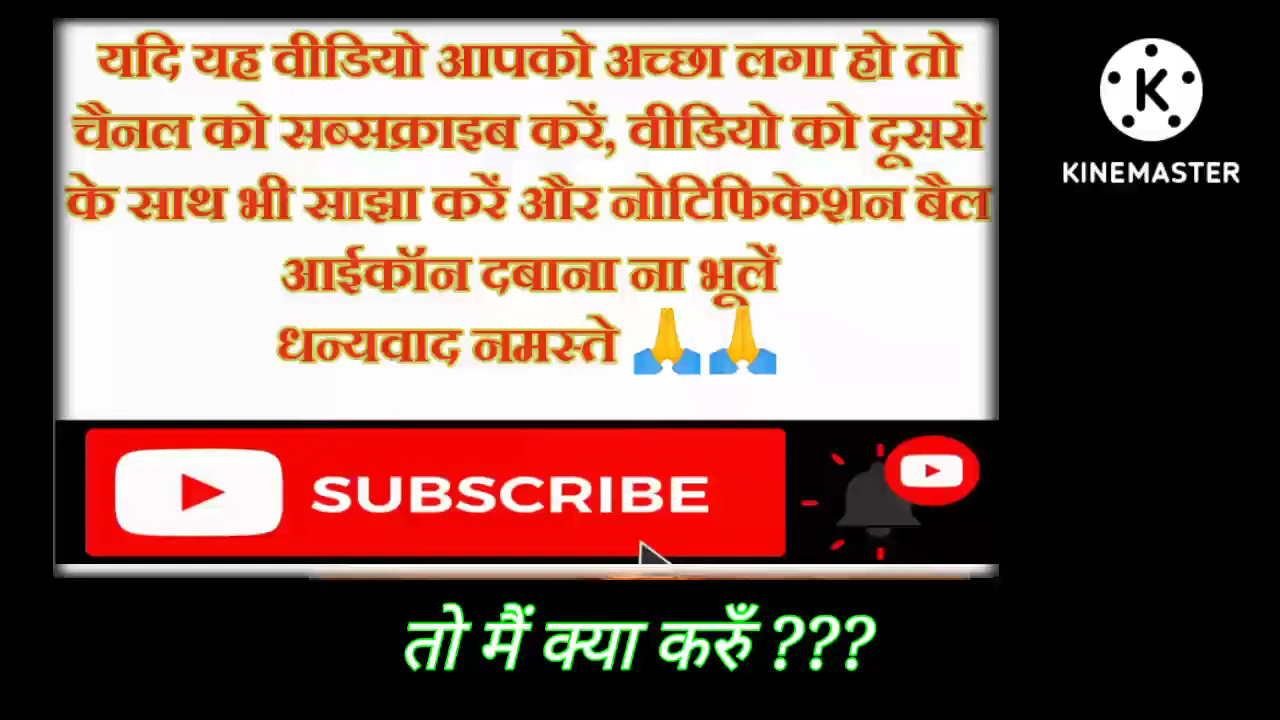 यदि यह वीडियो आपको अच्छा लगा हो तो
चैनल को सब्सक्राइब करें, वीडियो को दूसरों
के साथ भी साझा करें और नोटिफिकेशन बैल
आईकॉन दबाना ना भूलें
धन्यवाद नमस्ते 🙏🙏
K
KINEMASTER
SUBSCRIBE
तो मैं क्या करुँ ???